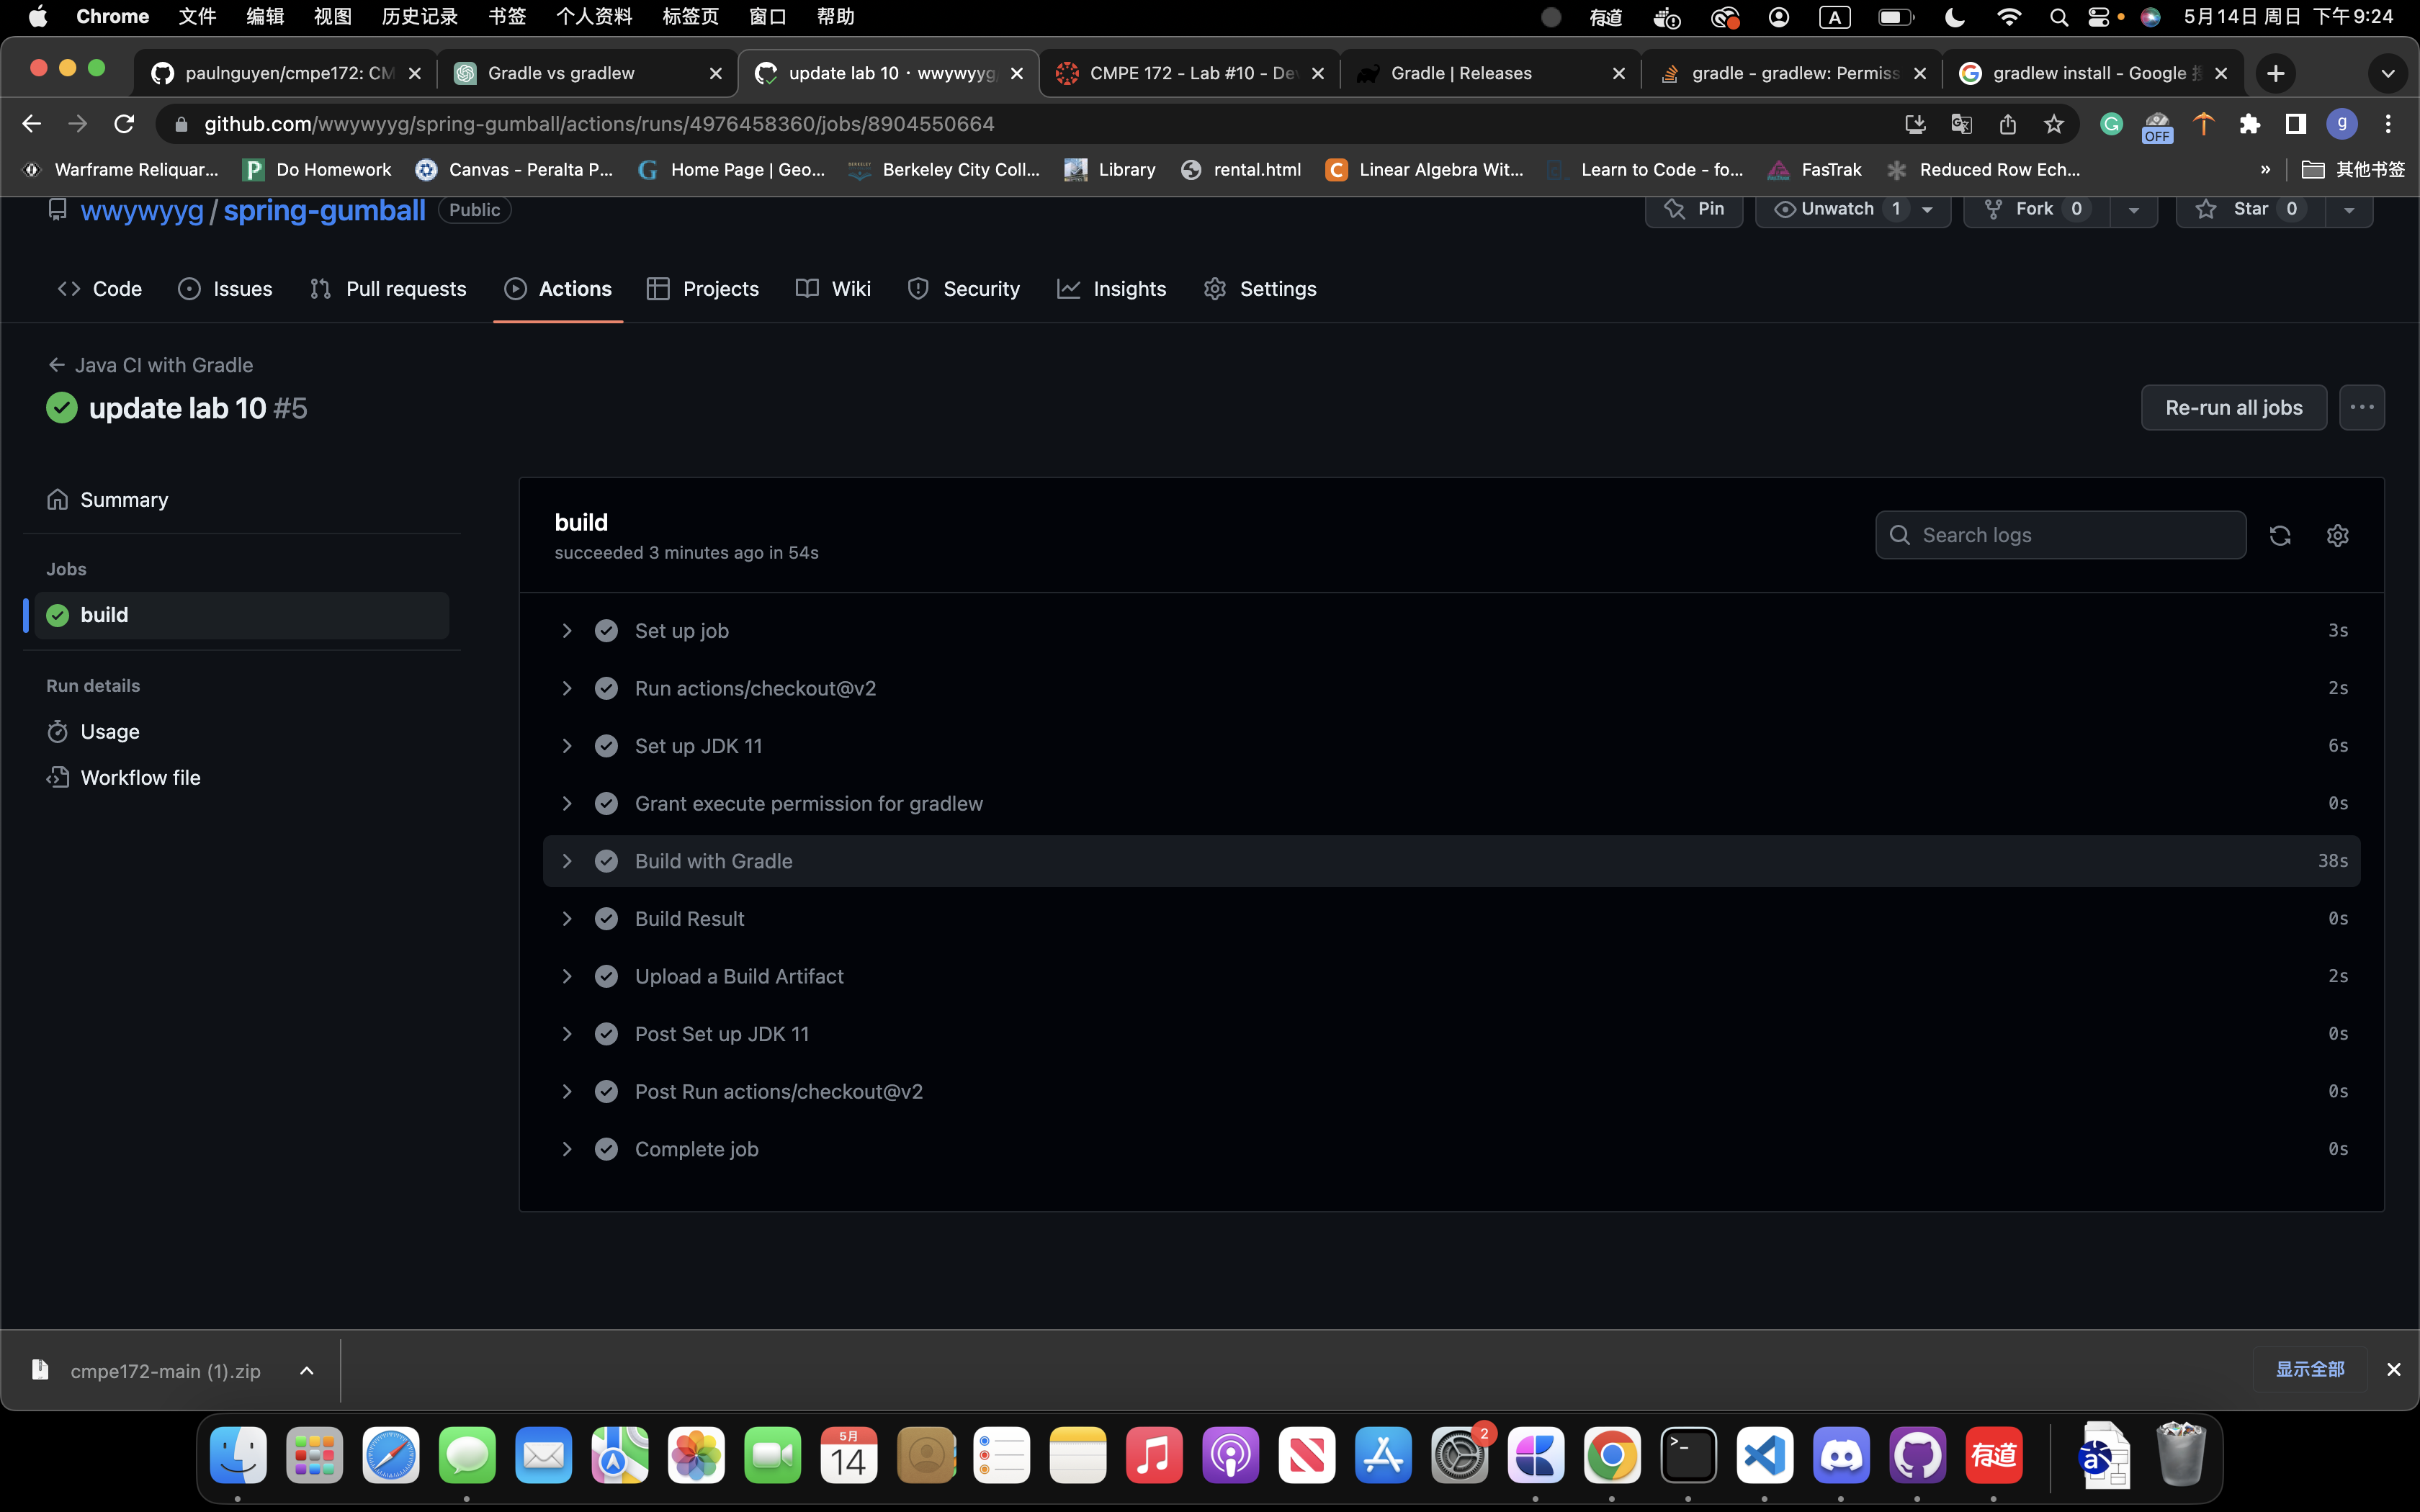 Chrome 文件 编辑 视图 历史记录 书签 个人资料 标签页 窗口 帮助 有道 A 5月14日 周日 下午9:24
paulnguyen/cmpe172: CM Gradle vs gradlew update lab 10 · wwywyyg CMPE 172 - Lab #10 - De Gradle | Releases gradle - gradlew: Permiss gradlew install - Google
github.com/wwywyyg/spring-gumball/actions/runs/4976458360/jobs/8904550664 OFF g
Warframe Reliquar... Do Homework Canvas - Peralta P... Home Page | Geo... Berkeley City Coll... Library rental.html Linear Algebra Wit... Learn to Code - fo... FasTrak Reduced Row Ech... » 其他书签
wwywyyg / spring-gumball Public Pin Unwatch 1 Fork 0 Star 0
Code Issues Pull requests Actions Projects Wiki Security Insights Settings
Java CI with Gradle
update lab 10 #5 Re-run all jobs
Summary
Jobs
build
Run details
Usage
Workflow file
build
succeeded 3 minutes ago in 54s
Search logs
Set up job 3s
Run actions/checkout@v2 2s
Set up JDK 11 6s
Grant execute permission for gradlew 0s
Build with Gradle 38s
Build Result 0s
Upload a Build Artifact 2s
Post Set up JDK 11 0s
Post Run actions/checkout@v2 0s
Complete job 0s
cmpe172-main (1).zip 显示全部
5月
14
2
有道